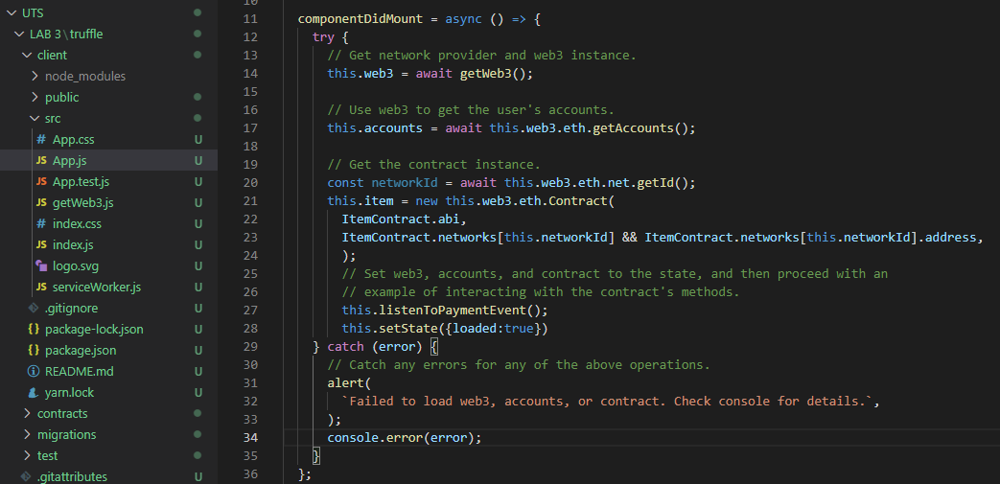 UTS
LAB 3\truffle
client
node_modules
public
src
# App.css U
JS App.js U
JS App.test.js U
JS getWeb3.js U
# index.css U
JS index.js U
logo.svg U
JS serviceWorker.js U
.gitignore U
{} package-lock.json U
{} package.json U
README.md U
yarn.lock U
contracts
migrations
test
.gitattributes U
10
11 componentDidMount = async () => {
12 try {
13 // Get network provider and web3 instance.
14 this.web3 = await getWeb3();
15
16 // Use web3 to get the user's accounts.
17 this.accounts = await this.web3.eth.getAccounts();
18
19 // Get the contract instance.
20 const networkId = await this.web3.eth.net.getId();
21 this.item = new this.web3.eth.Contract(
22 ItemContract.abi,
23 ItemContract.networks[this.networkId] && ItemContract.networks[this.networkId].address,
24 );
25 // Set web3, accounts, and contract to the state, and then proceed with an
26 // example of interacting with the contract's methods.
27 this.listenToPaymentEvent();
28 this.setState({loaded:true})
29 } catch (error) {
30 // Catch any errors for any of the above operations.
31 alert(
32 `Failed to load web3, accounts, or contract. Check console for details.`,
33 );
34 console.error(error);
35 }
36 };